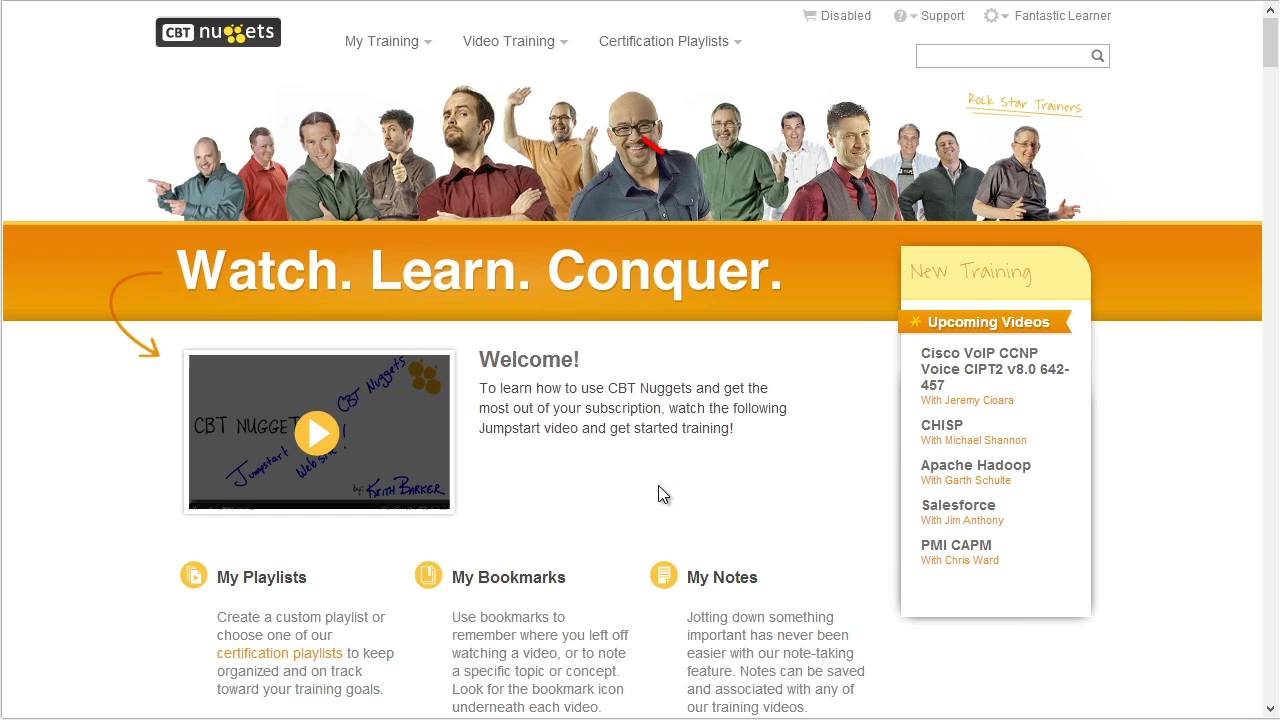 CBT nuggets
My Training
Video Training
Certification Playlists
Disabled
Support
Fantastic Learner
Rock Star Trainers
Watch. Learn. Conquer.
New Training
Upcoming Videos
Cisco VoIP CCNP
Voice CIPT2 v8.0 642-
457
With Jeremy Cioara
CHISP
With Michael Shannon
Apache Hadoop
With Garth Schulte
Salesforce
With Jim Anthony
PMI CAPM
With Chris Ward
CBT NUGGET
CBT Nuggets
Jumpstart
Website!
by: KEITH BARKER
Welcome!
To learn how to use CBT Nuggets and get the
most out of your subscription, watch the following
Jumpstart video and get started training!
My Playlists
Create a custom playlist or
choose one of our
certification playlists to keep
organized and on track
toward your training goals.
My Bookmarks
Use bookmarks to
remember where you left off
watching a video, or to note
a specific topic or concept.
Look for the bookmark icon
underneath each video.
My Notes
Jotting down something
important has never been
easier with our note-taking
feature. Notes can be saved
and associated with any of
our training videos.